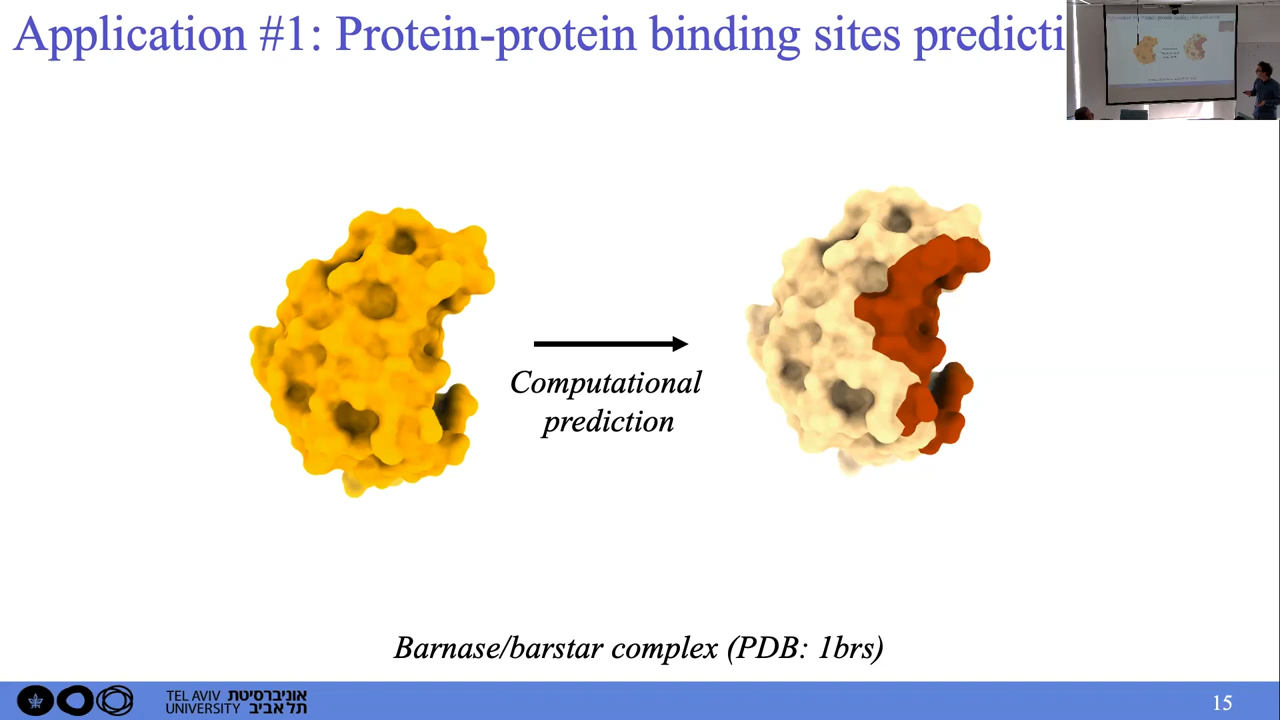 Application #1: Protein-protein binding sites predicti
Computational
prediction
Barnase/barstar complex (PDB: 1brs)
TEL AVIV אוניברסיטת
UNIVERSITY תל אביב
15